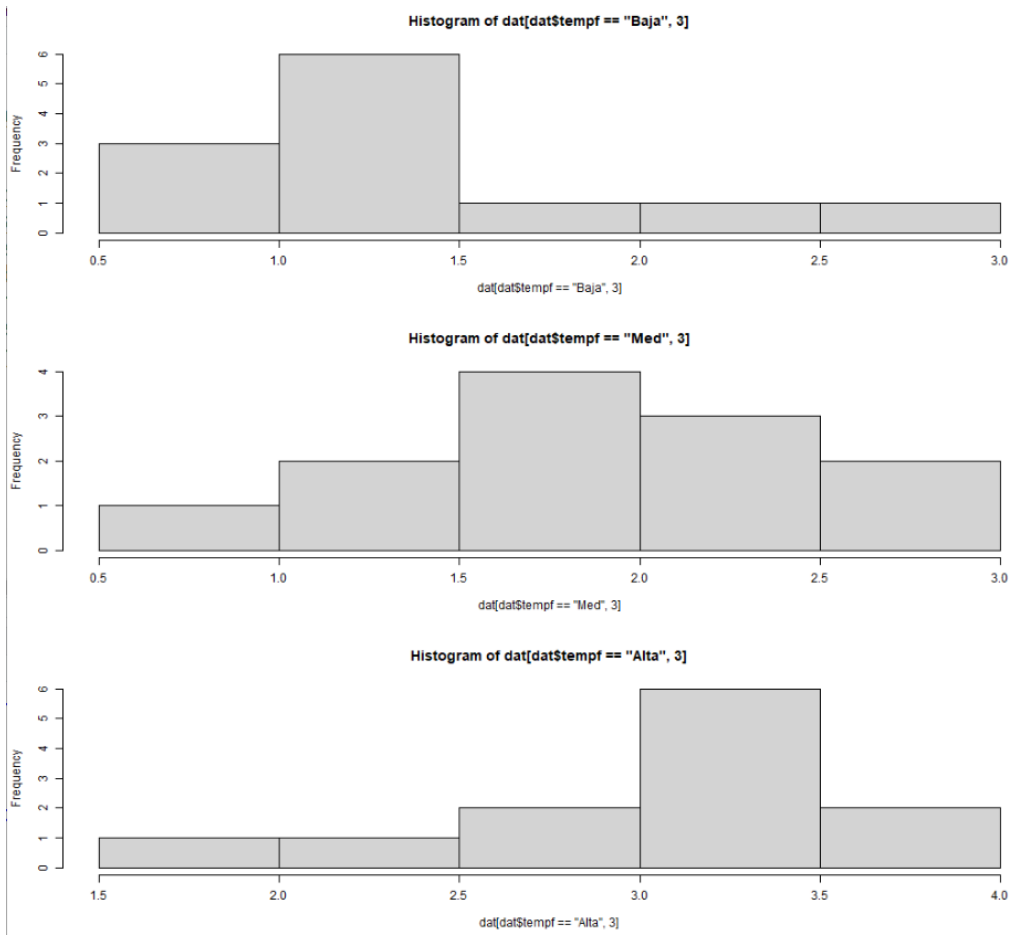 Histogram of dat[dat$tempf == "Baja", 3]
Frequency
6
5
4
3
2
1
0
0.5 1.0 1.5 2.0 2.5 3.0
dat[dat$tempf == "Baja", 3]
Histogram of dat[dat$tempf == "Med", 3]
Frequency
4
3
2
1
0
0.5 1.0 1.5 2.0 2.5 3.0
dat[dat$tempf == "Med", 3]
Histogram of dat[dat$tempf == "Alta", 3]
Frequency
6
5
4
3
2
1
0
1.5 2.0 2.5 3.0 3.5 4.0
dat[dat$tempf == "Alta", 3]